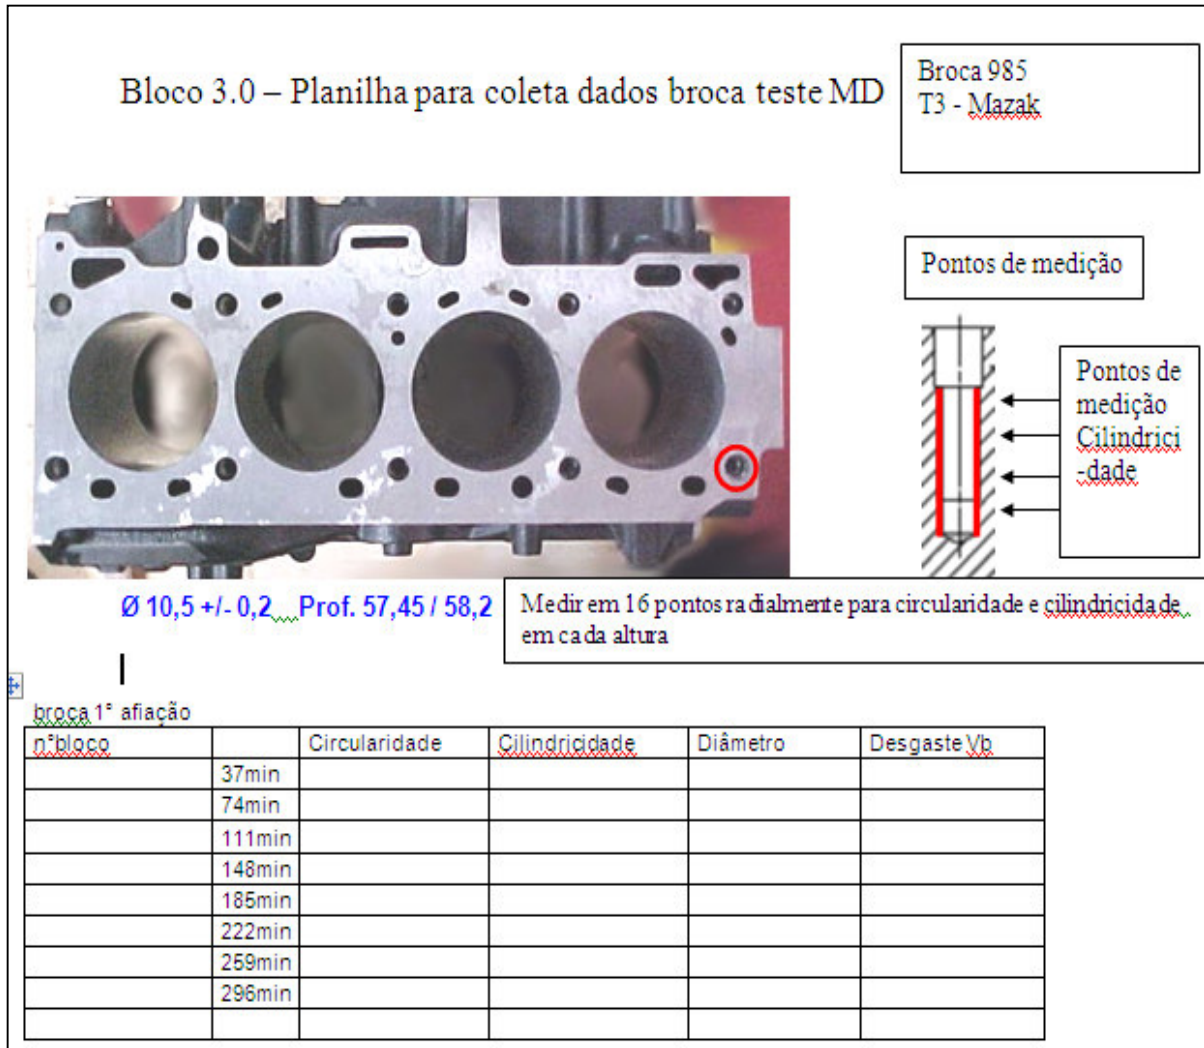 Bloco 3.0 – Planilha para coleta dados broca teste MD
Broca 985
T3 - Mazak
Pontos de medição
Pontos de
medição
Cilindrici
-dade
Ø 10,5 +/- 0,2 Prof. 57,45 / 58,2
Medir em 16 pontos radialmente para circularidade e cilindricidade
em cada altura
broca 1° afiação
n°bloco Circularidade Cilindricidade Diâmetro Desgaste Vb
37min
74min
111min
148min
185min
222min
259min
296min